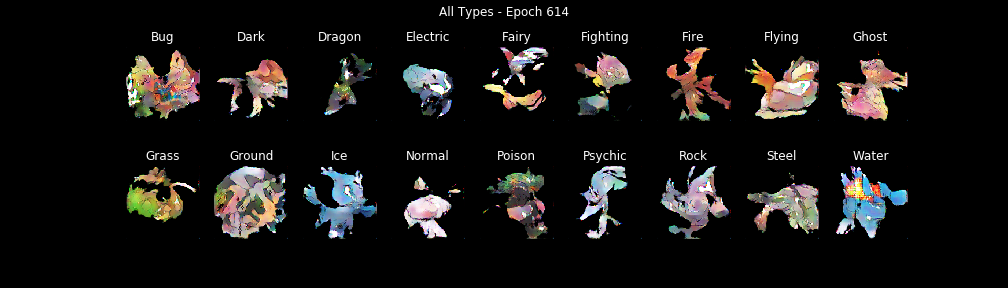 All Types - Epoch 614
Bug Dark Dragon Electric Fairy Fighting Fire Flying Ghost
Grass Ground Ice Normal Poison Psychic Rock Steel Water